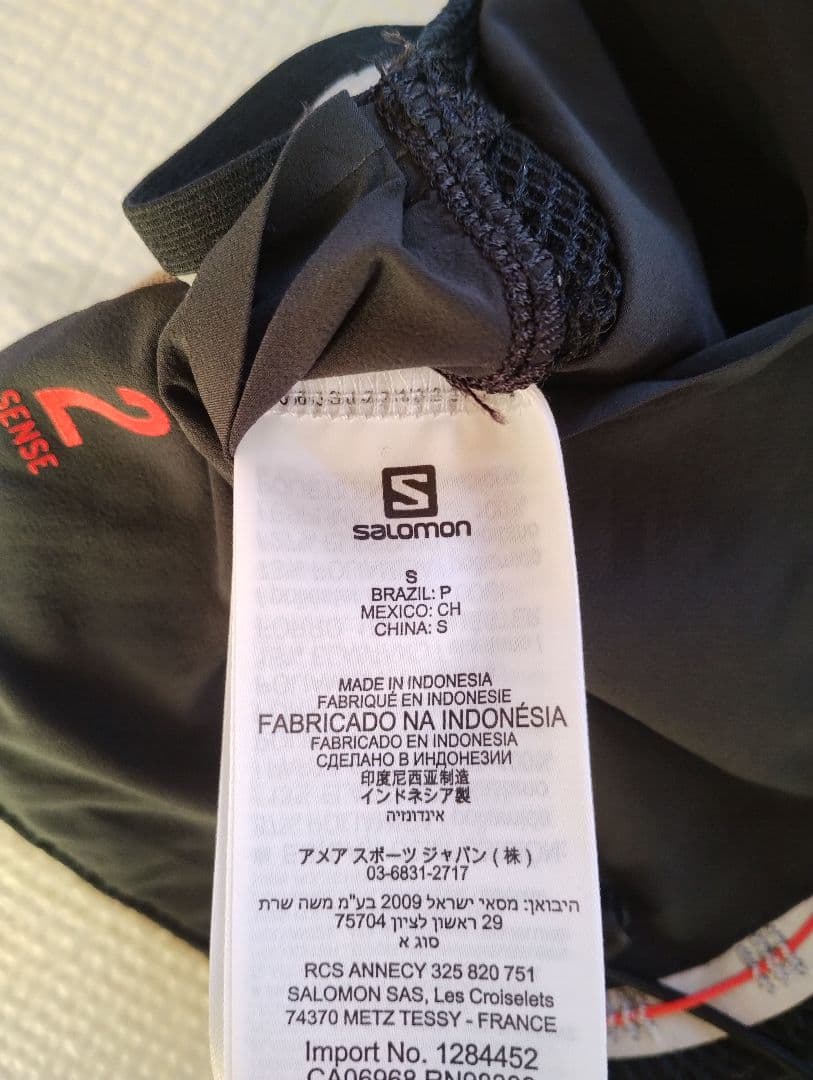 2
SENSE
S
SALOMON
S
BRAZIL: P
MEXICO: CH
CHINA: S
MADE IN INDONESIA
FABRIQUÉ EN INDONESIE
FABRICADO NA INDONÉSIA
FABRICADO EN INDONESIA
СДЕЛАНО В ИНДОНЕЗИИ
印度尼西亚制造
インドネシア製
אינדונזיה
アメア スポーツ ジャパン ( 株 )
03-6831-2717
היבואן: מסאי ישראל 2009 בע"מ משה שרת
29 ראשון לציון 75704
סוג א
RCS ANNECY 325 820 751
SALOMON SAS, Les Croiselets
74370 METZ TESSY - FRANCE
Import No. 1284452
CA06968